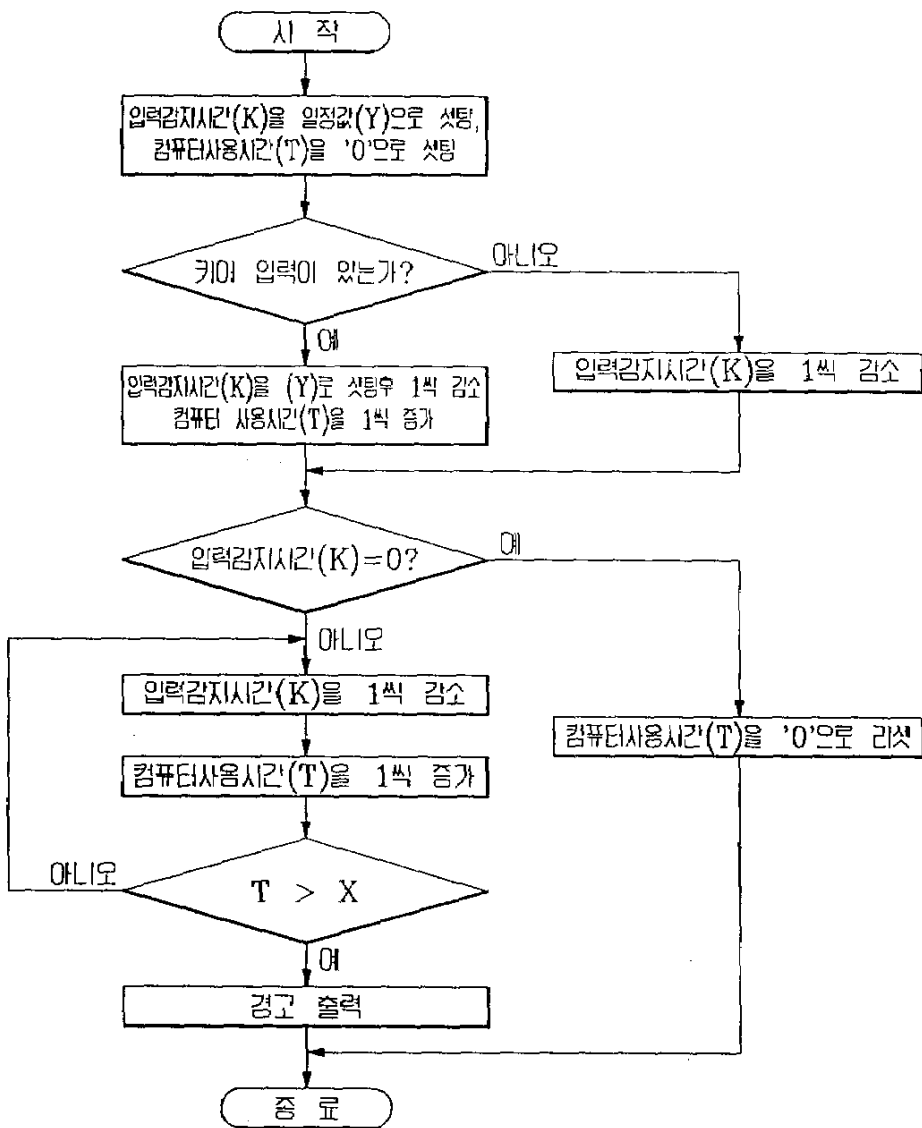 시 작
입력감지시간(K)을 일정값(Y)으로 셋팅,
컴퓨터사용시간(T)을 '0'으로 셋팅
키이 입력이 있는가?
아니오
예
입력감지시간(K)을 (Y)로 셋팅후 1씩 감소
컴퓨터 사용시간(T)을 1씩 증가
입력감지시간(K)을 1씩 감소
입력감지시간(K)=0?
예
아니오
입력감지시간(K)을 1씩 감소
컴퓨터사용시간(T)을 '0'으로 리셋
컴퓨터사용시간(T)을 1씩 증가
아니오
T > X
예
경고 출력
종 료